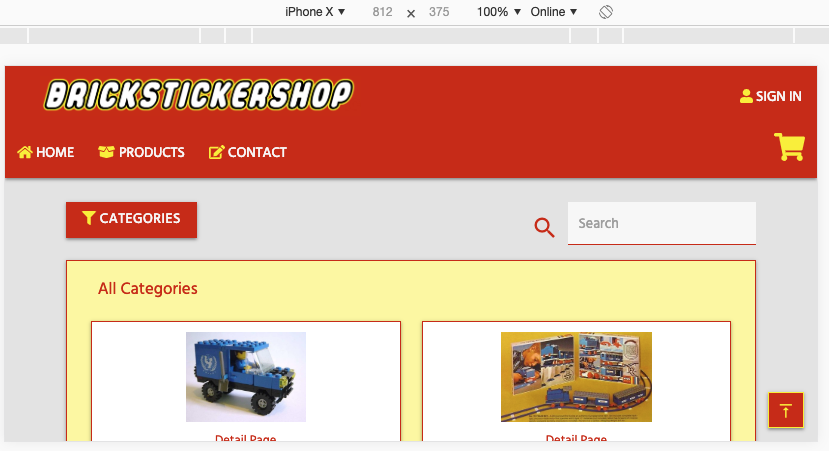 iPhone X ▼ 812 × 375 100% ▼ Online ▼
BRICKSTICKERSHOP
SIGN IN
HOME PRODUCTS CONTACT
CATEGORIES
Search
All Categories
Detail Page
Detail Page